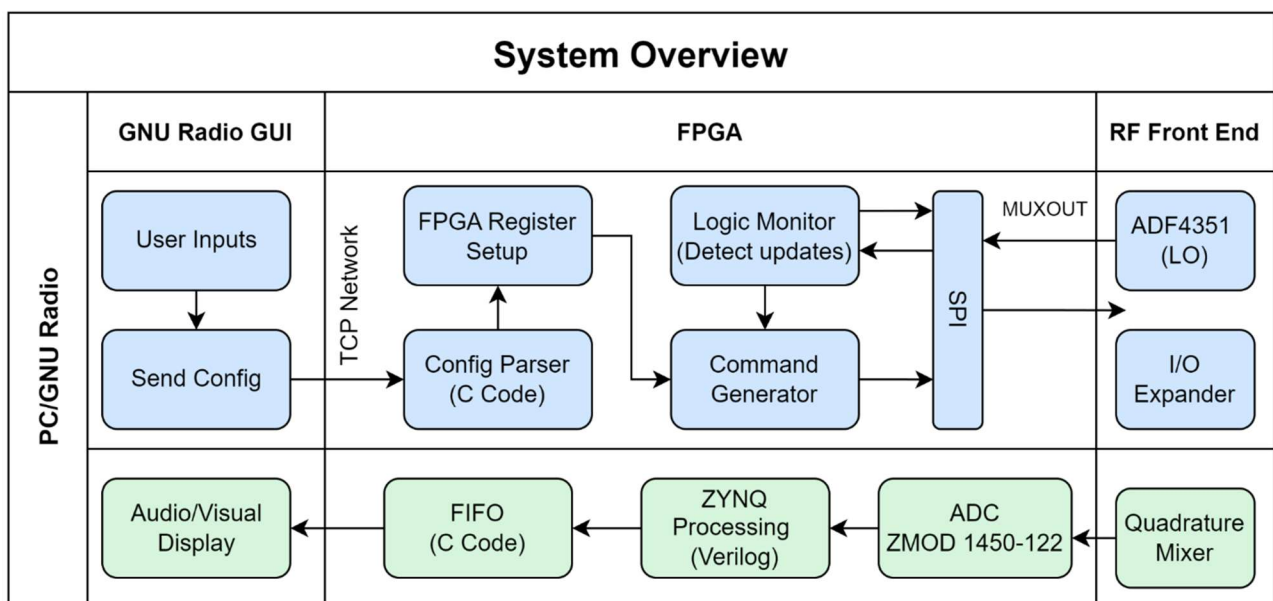 System Overview
PC/GNU Radio
GNU Radio GUI
FPGA
RF Front End
User Inputs
Send Config
TCP Network
FPGA Register
Setup
Config Parser
(C Code)
Logic Monitor
(Detect updates)
Command
Generator
SPI
MUXOUT
ADF4351
(LO)
I/O
Expander
Audio/Visual
Display
FIFO
(C Code)
ZYNQ
Processing
(Verilog)
ADC
ZMOD 1450-122
Quadrature
Mixer